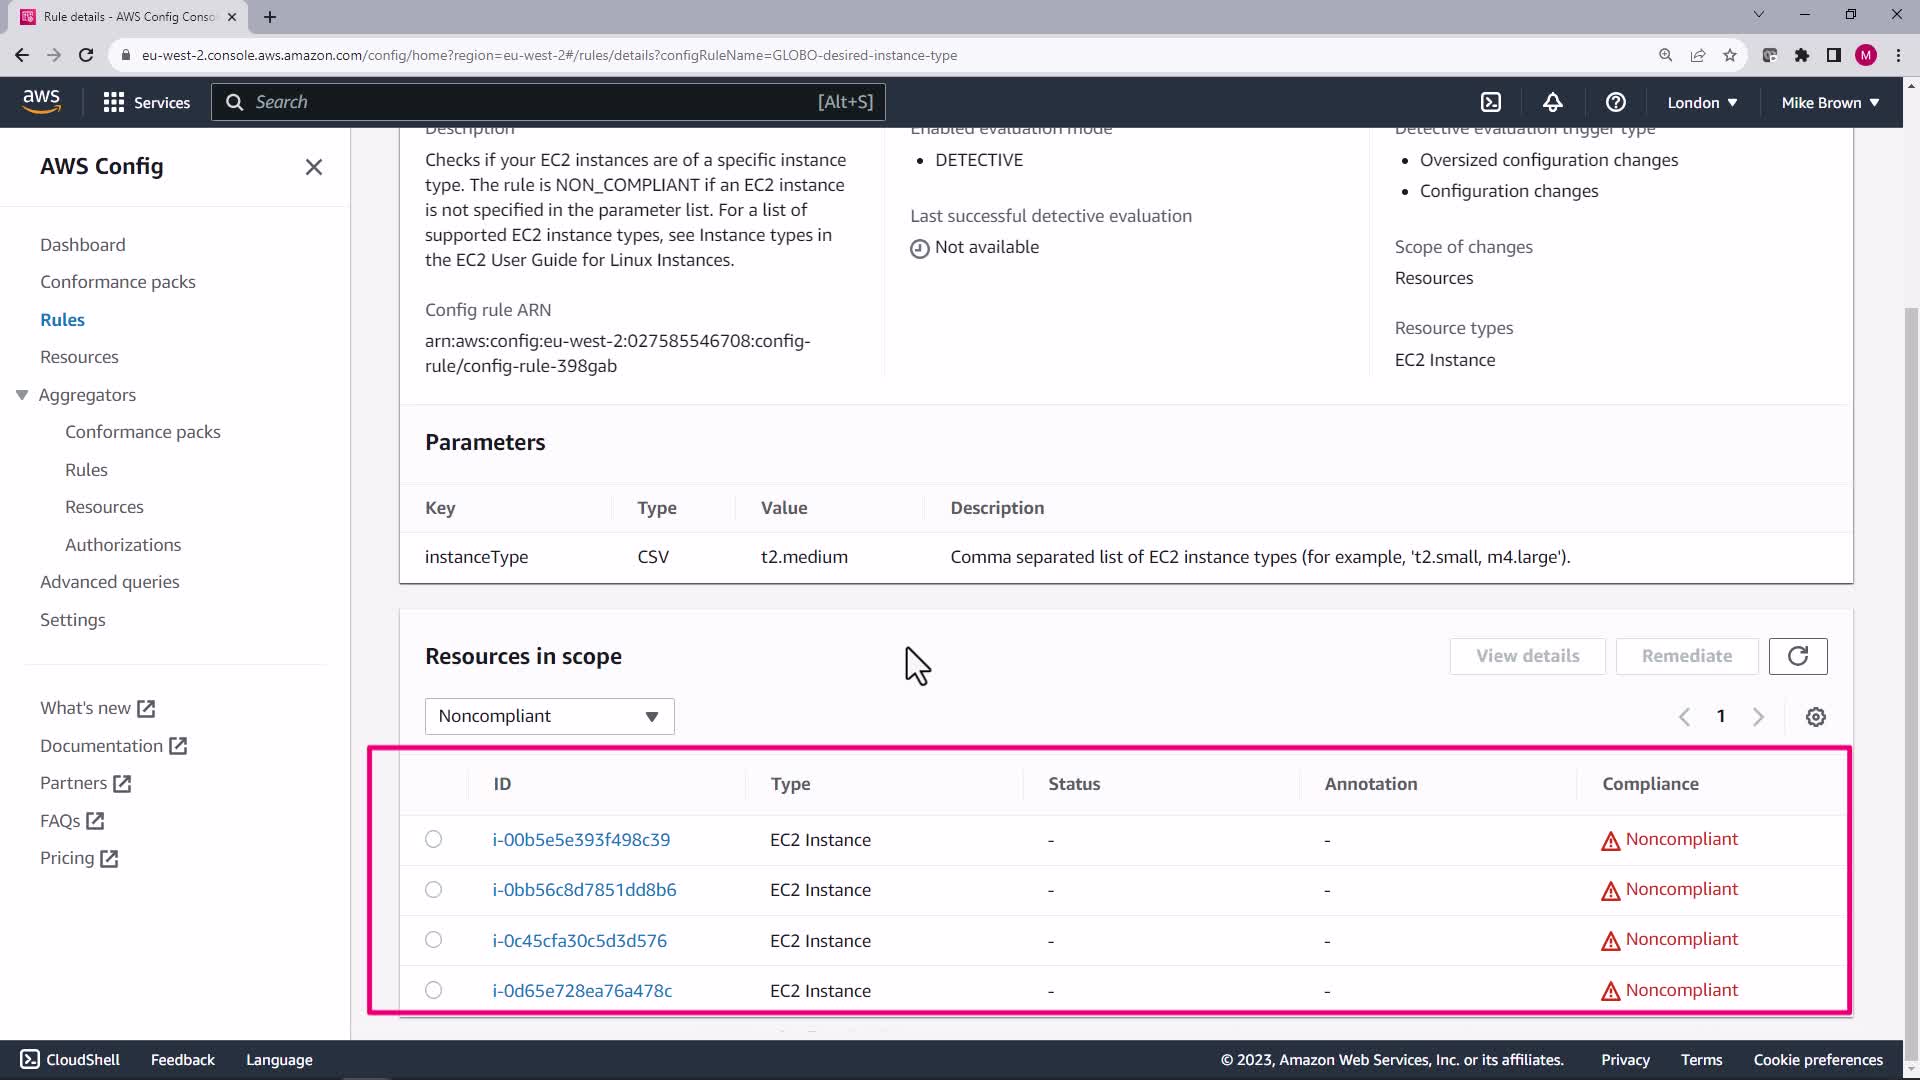 Rule details - AWS Config Conso
eu-west-2.console.aws.amazon.com/config/home?region=eu-west-2#/rules/details?configRuleName=GLOBO-desired-instance-type
M
aws
Services
Search
[Alt+S]
London
Mike Brown
AWS Config
Dashboard
Conformance packs
Rules
Resources
Aggregators
Conformance packs
Rules
Resources
Authorizations
Advanced queries
Settings
What's new
Documentation
Partners
FAQs
Pricing
Description
Checks if your EC2 instances are of a specific instance
type. The rule is NON_COMPLIANT if an EC2 instance
is not specified in the parameter list. For a list of
supported EC2 instance types, see Instance types in
the EC2 User Guide for Linux Instances.
Config rule ARN
arn:aws:config:eu-west-2:027585546708:config-
rule/config-rule-398gab
Enabled evaluation mode
DETECTIVE
Last successful detective evaluation
Not available
Detective evaluation trigger type
Oversized configuration changes
Configuration changes
Scope of changes
Resources
Resource types
EC2 Instance
Parameters
Key Type Value Description
instanceType CSV t2.medium Comma separated list of EC2 instance types (for example, 't2.small, m4.large').
Resources in scope
View details
Remediate
Noncompliant
1
ID Type Status Annotation Compliance
i-00b5e5e393f498c39 EC2 Instance - - Noncompliant
i-0bb56c8d7851dd8b6 EC2 Instance - - Noncompliant
i-0c45cfa30c5d3d576 EC2 Instance - - Noncompliant
i-0d65e728ea76a478c EC2 Instance - - Noncompliant
CloudShell
Feedback
Language
© 2023, Amazon Web Services, Inc. or its affiliates.
Privacy
Terms
Cookie preferences